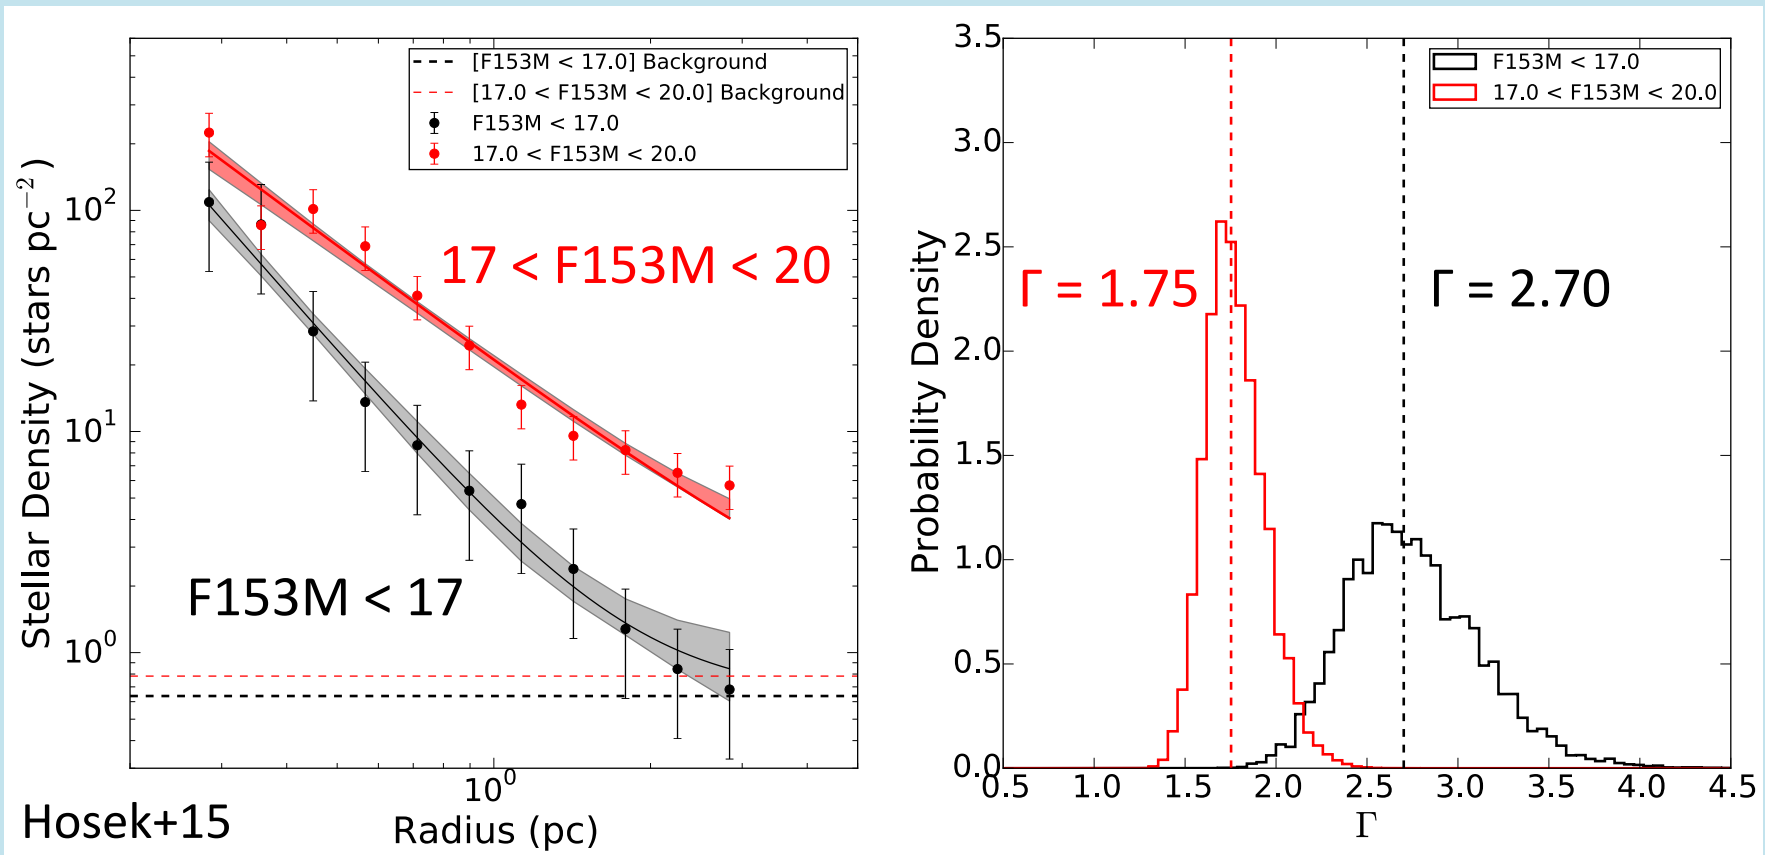 [F153M < 17.0] Background
[17.0 < F153M < 20.0] Background
F153M < 17.0
17.0 < F153M < 20.0
17 < F153M < 20
F153M < 17
Stellar Density (stars pc⁻²)
10²
10¹
10⁰
10⁰
Radius (pc)
Hosek+15
F153M < 17.0
17.0 < F153M < 20.0
Γ = 1.75
Γ = 2.70
Probability Density
3.5
3.0
2.5
2.0
1.5
1.0
0.5
0.0
0.5 1.0 1.5 2.0 2.5 3.0 3.5 4.0 4.5
Γ